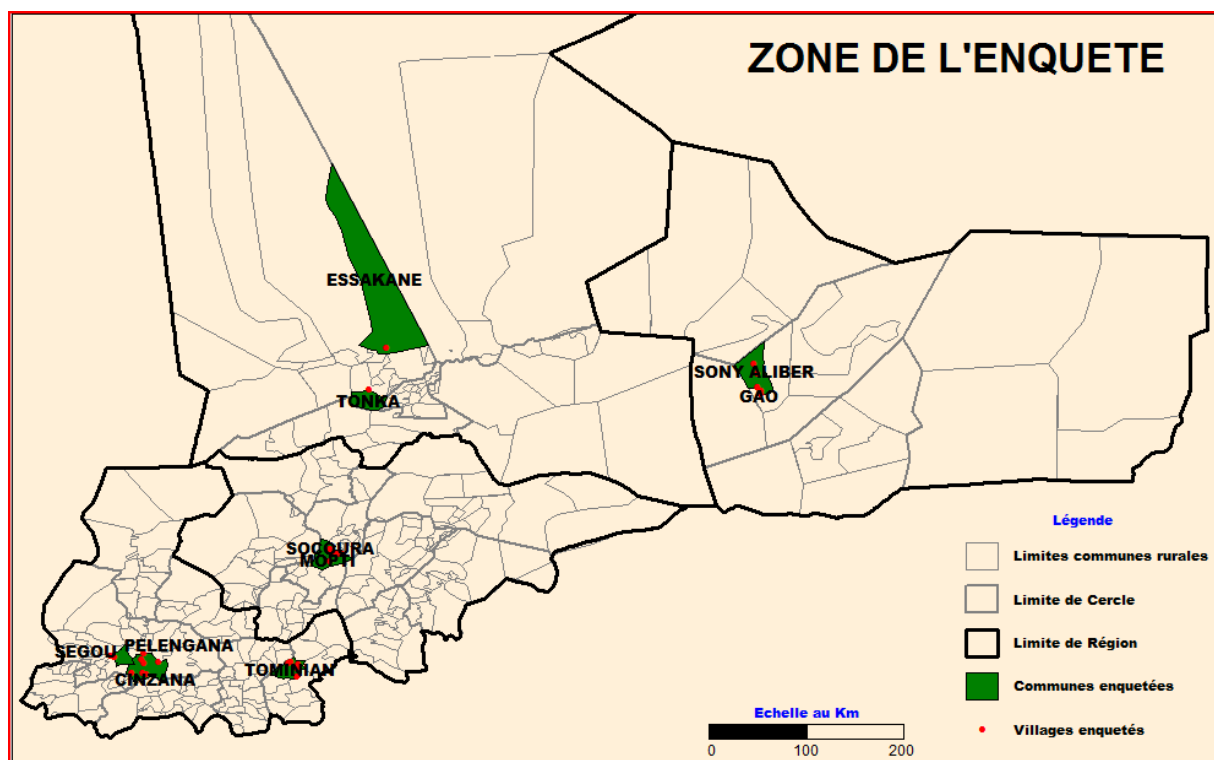 ZONE DE L'ENQUETE
ESSAKANE
SONY ALIBER
GAO
TONKA
SOCOURA
MOPTI
SEGOU
PELENGANA
CINZANA
TOMINIAN
Légende
Limites communes rurales
Limite de Cercle
Limite de Région
Communes enquetées
Villages enquetés
Echelle au Km
0 100 200